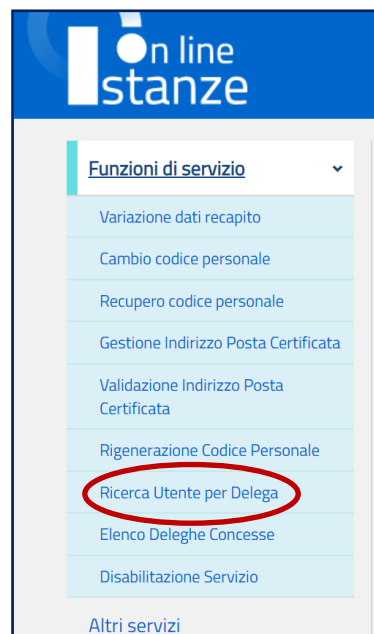 on line
Istanze
Funzioni di servizio
Variazione dati recapito
Cambio codice personale
Recupero codice personale
Gestione Indirizzo Posta Certificata
Validazione Indirizzo Posta
Certificata
Rigenerazione Codice Personale
Ricerca Utente per Delega
Elenco Deleghe Concesse
Disabilitazione Servizio
Altri servizi